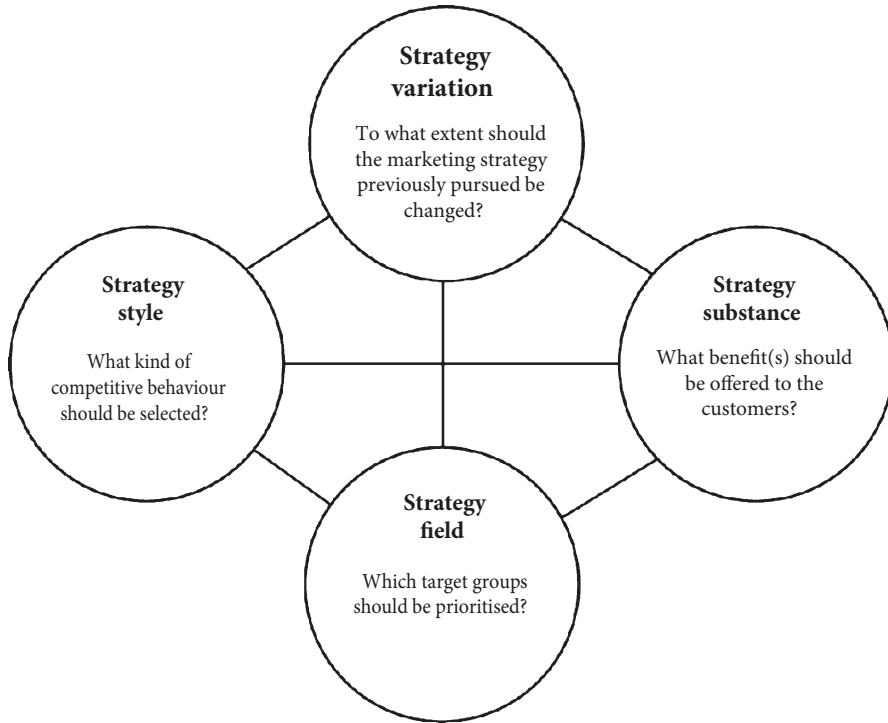 Strategy
variation
To what extent should
the marketing strategy
previously pursued be
changed?
Strategy
style
What kind of
competitive behaviour
should be selected?
Strategy
substance
What benefit(s) should
be offered to the
customers?
Strategy
field
Which target groups
should be prioritised?